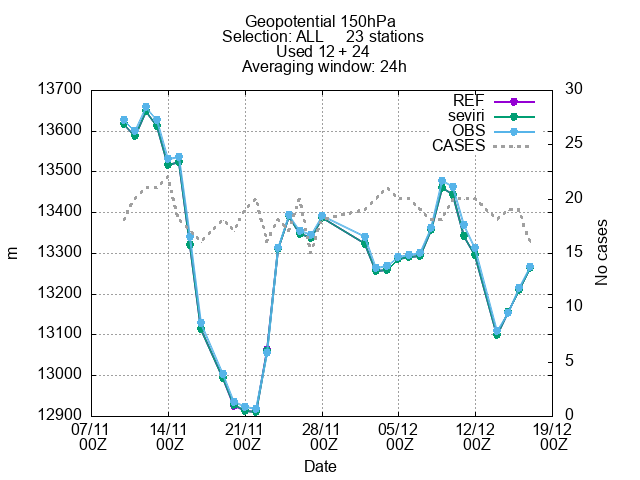 Geopotential 150hPa
Selection: ALL 23 stations
Used 12 + 24
Averaging window: 24h
REF
seviri
OBS
CASES
13700
13600
13500
13400
13300
13200
13100
13000
12900
30
25
20
15
10
5
0
m
No cases
07/11 14/11 21/11 28/11 05/12 12/12 19/12
00Z 00Z 00Z 00Z 00Z 00Z 00Z
Date